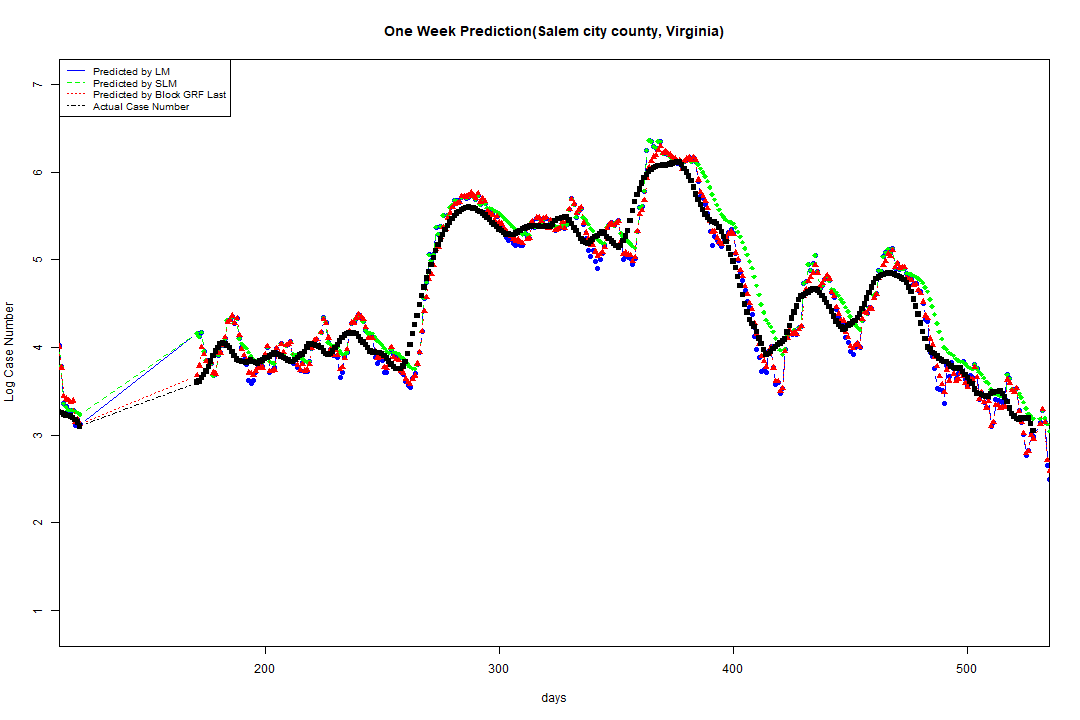 One Week Prediction(Salem city county, Virginia)
Predicted by LM
Predicted by SLM
Predicted by Block GRF Last
Actual Case Number
7
6
5
4
3
2
1
Log Case Number
200 300 400 500
days